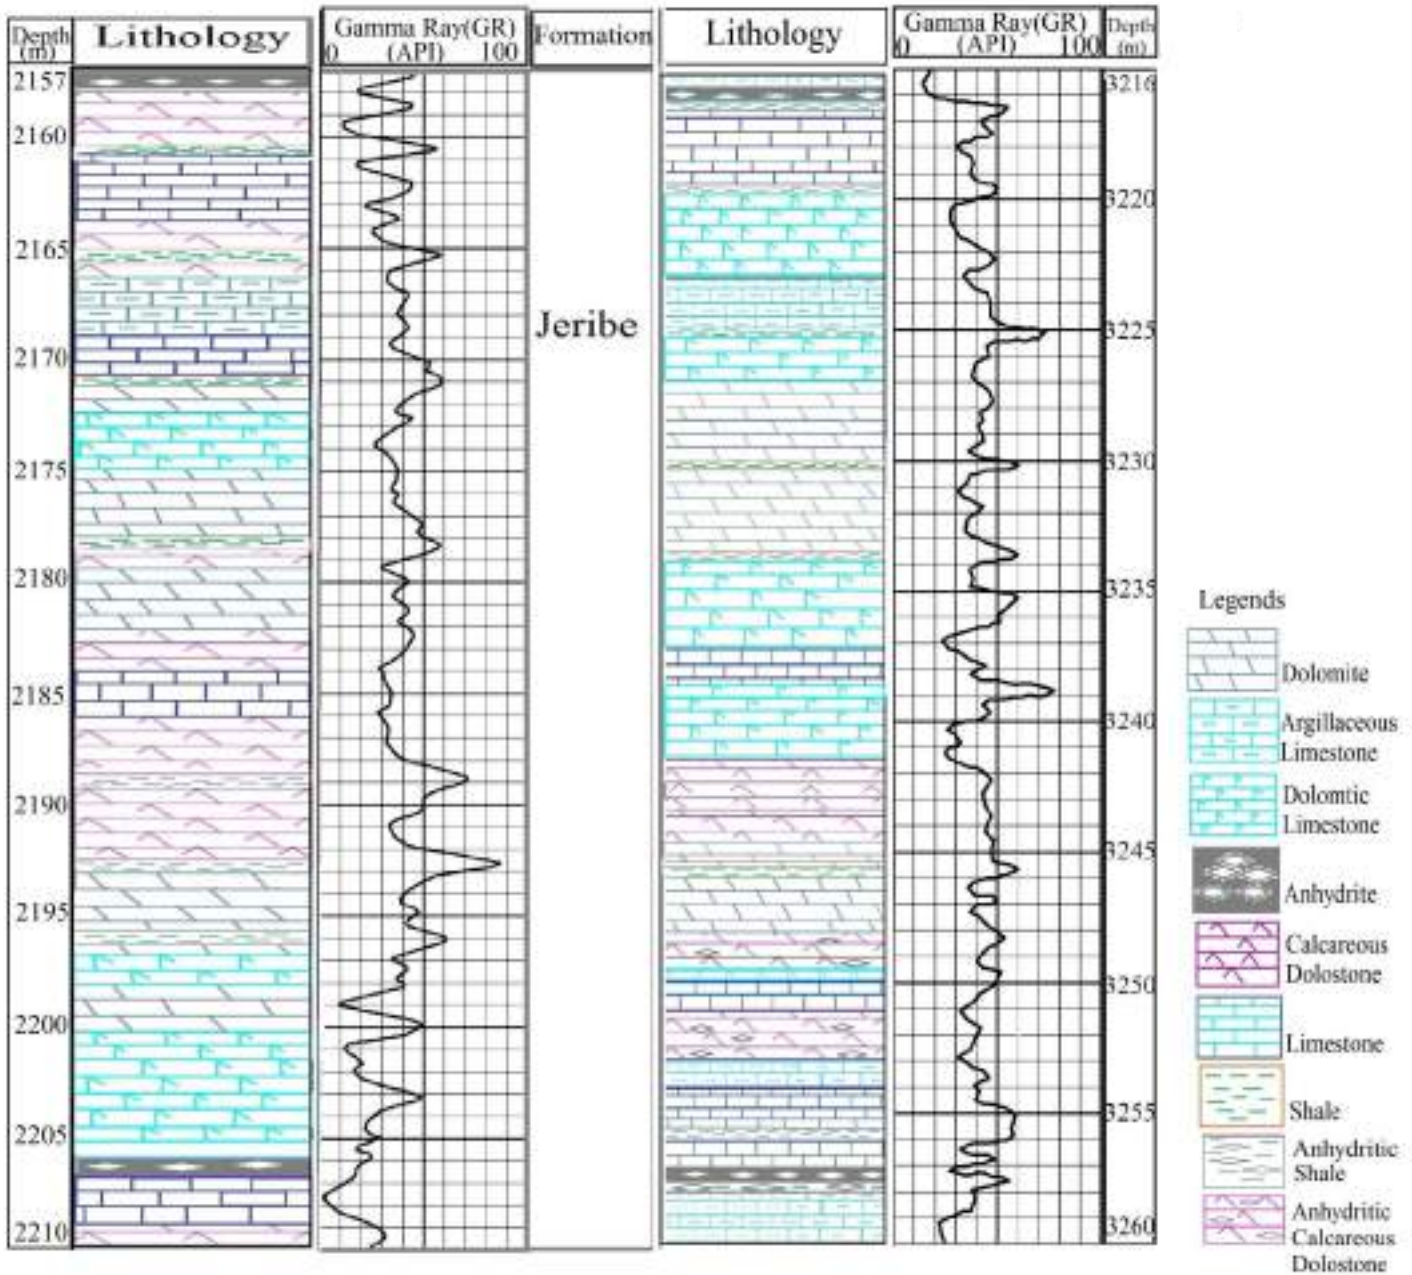 Depth
(m)
Lithology
Gamma Ray(GR)
0 (API) 100
Formation
Lithology
Gamma Ray(GR)
0 (API) 100
Depth
(m)
2157
2160
2165
2170
2175
2180
2185
2190
2195
2200
2205
2210
Jeribe
3216
3220
3225
3230
3235
3240
3245
3250
3255
3260
Legends
Dolomite
Argillaceous
Limestone
Dolomtic
Limestone
Anhydrite
Calcareous
Dolostone
Limestone
Shale
Anhydritic
Shale
Anhydritic
Calcareous
Dolostone